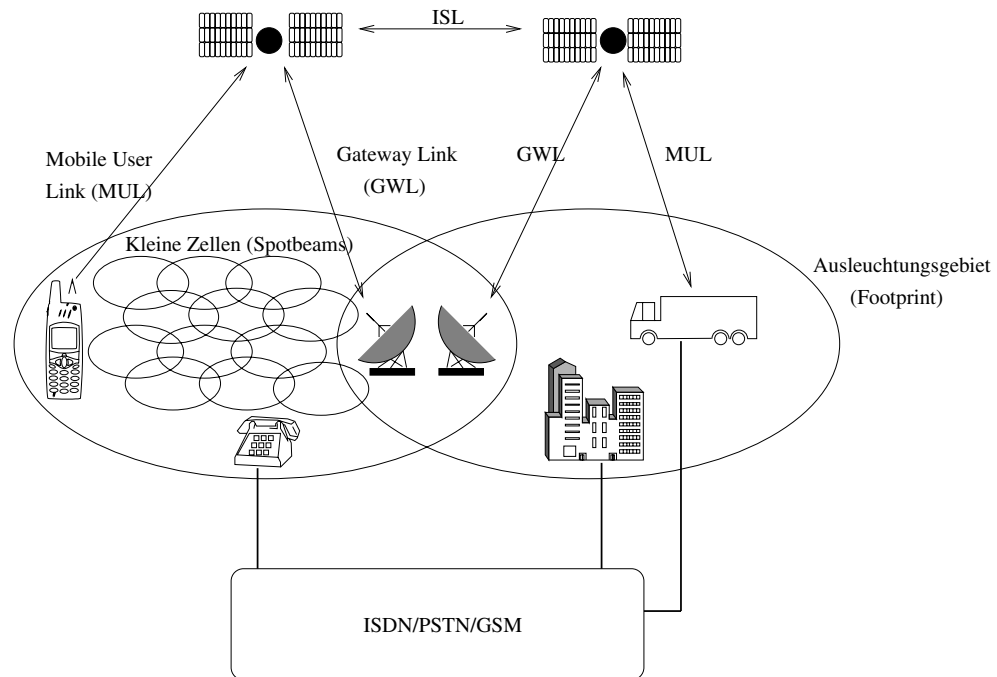 ISL
Mobile User
Link (MUL)
Gateway Link
(GWL)
GWL
MUL
Kleine Zellen (Spotbeams)
Ausleuchtungsgebiet
(Footprint)
ISDN/PSTN/GSM